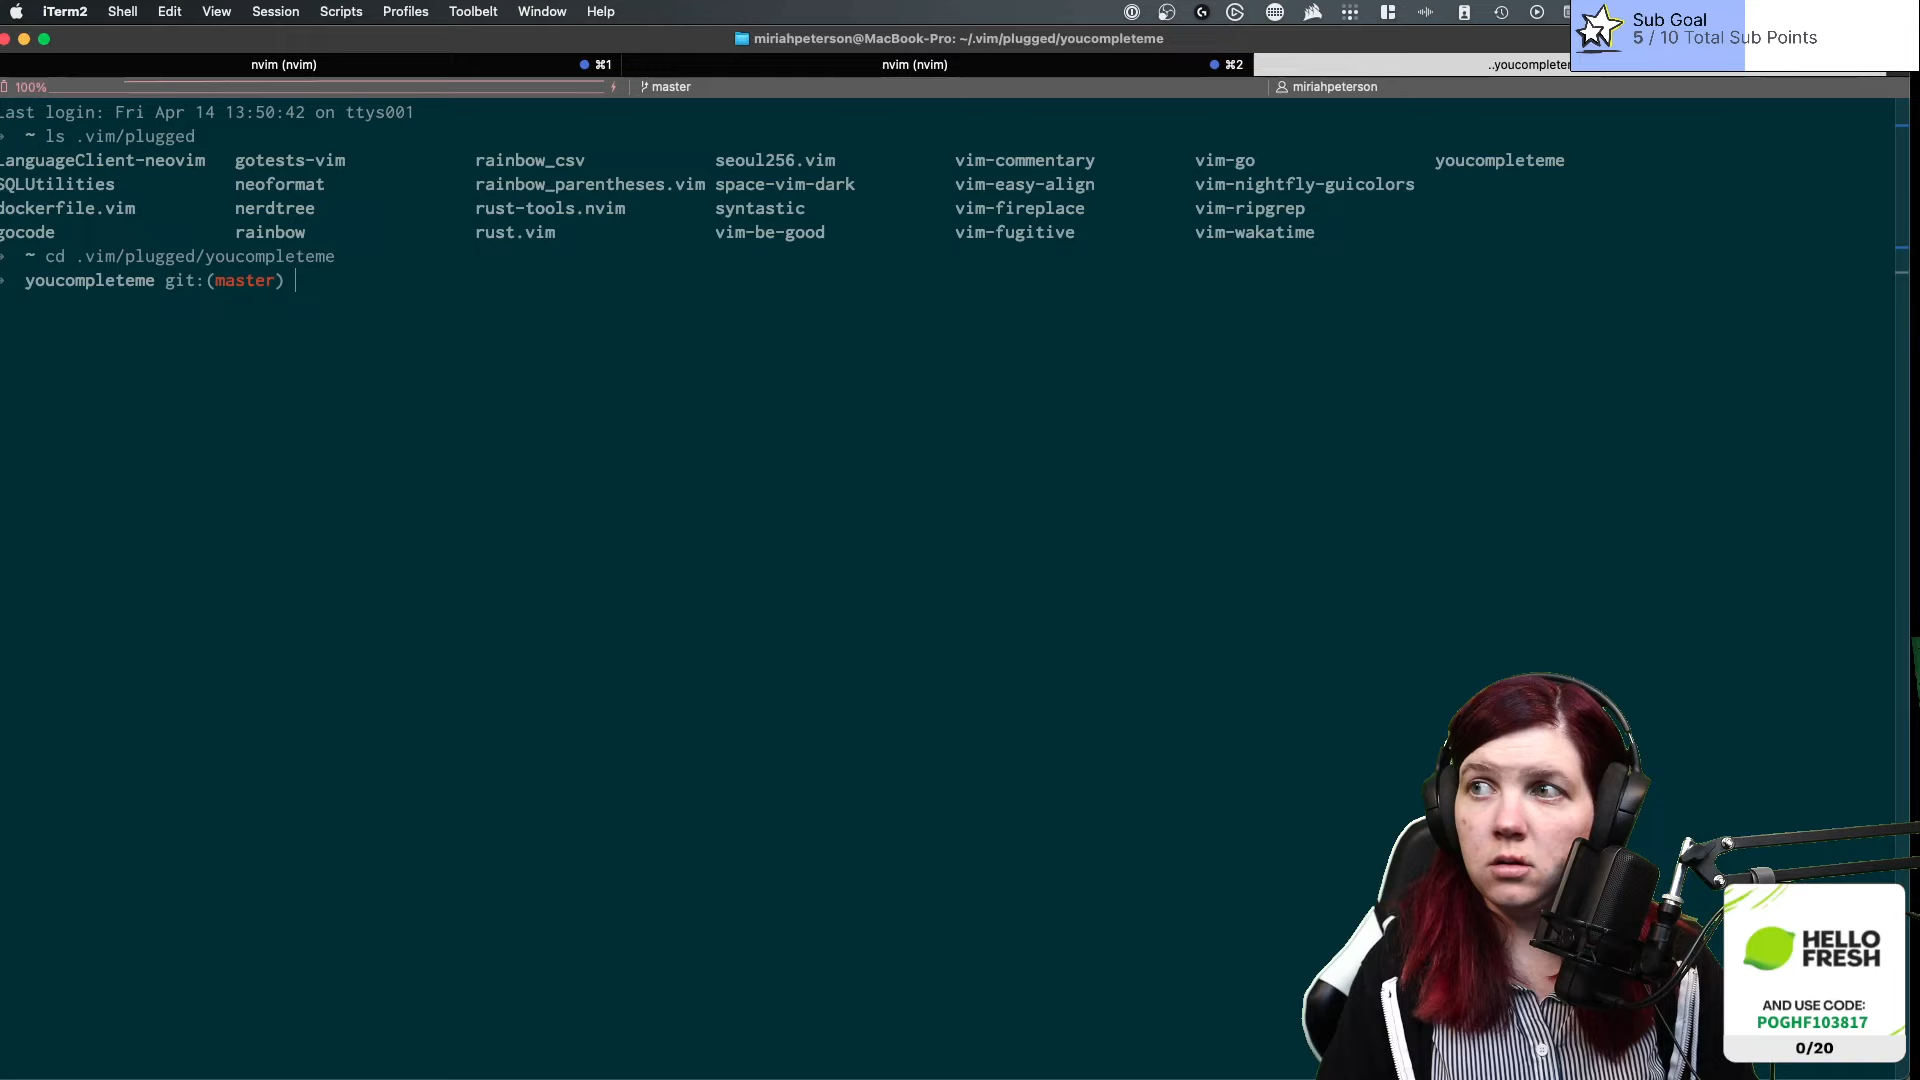 iTerm2 Shell Edit View Session Scripts Profiles Toolbelt Window Help
Sub Goal
5 / 10 Total Sub Points
miriahpeterson@MacBook-Pro: ~/.vim/plugged/youcompleteme
nvim (nvim) ⌘1 nvim (nvim) ⌘2 ..youcompleter
100% master miriahpeterson
Last login: Fri Apr 14 13:50:42 on ttys001
~ ls .vim/plugged
LanguageClient-neovim gotests-vim rainbow_csv seoul256.vim vim-commentary vim-go youcompleteme
SQLUtilities neoformat rainbow_parentheses.vim space-vim-dark vim-easy-align vim-nightfly-guicolors
dockerfile.vim nerdtree rust-tools.nvim syntastic vim-fireplace vim-ripgrep
gocode rainbow rust.vim vim-be-good vim-fugitive vim-wakatime
~ cd .vim/plugged/youcompleteme
youcompleteme git:(master)
HELLO
FRESH
AND USE CODE:
POGHF103817
0/20